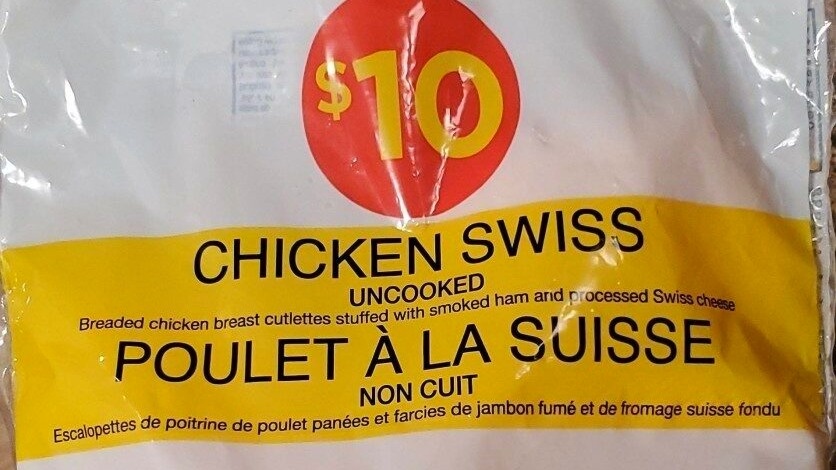 $10
CHICKEN SWISS
UNCOOKED
Breaded chicken breast cutlettes stuffed with smoked ham and processed Swiss cheese
POULET À LA SUISSE
NON CUIT
Escalopettes de poitrine de poulet panées et farcies de jambon fumé et de fromage suisse fondu